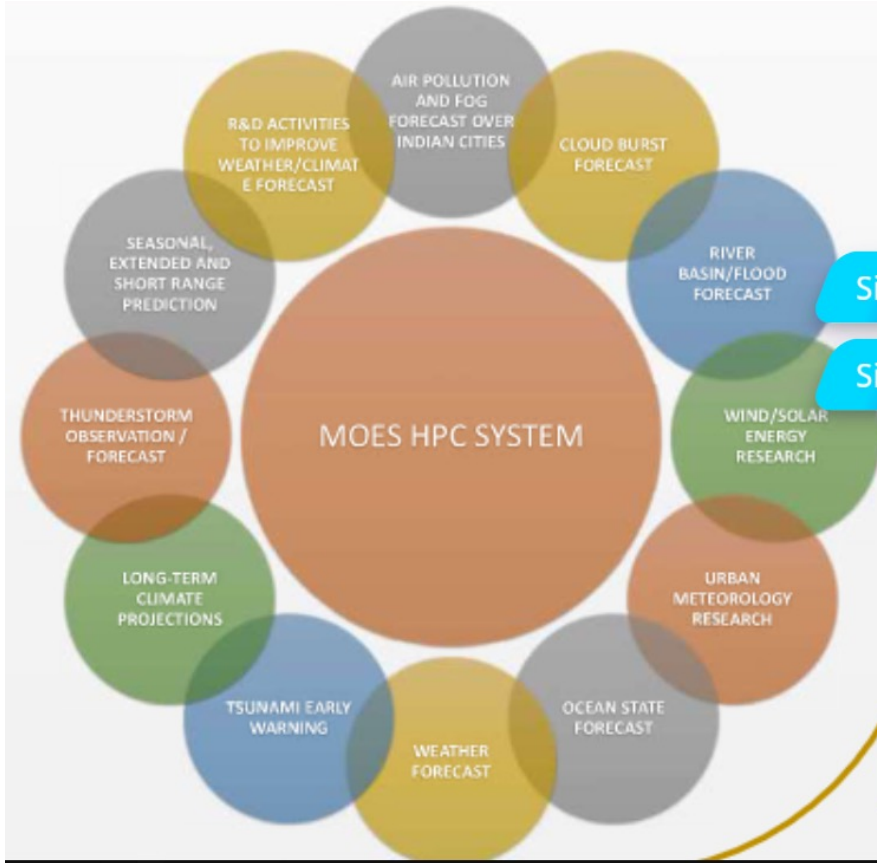 AIR POLLUTION
AND FOG
FORECAST OVER
INDIAN CITIES
CLOUD BURST
FORECAST
RIVER
BASIN/FLOOD
FORECAST
Si
Si
WIND/SOLAR
ENERGY
RESEARCH
URBAN
METEOROLOGY
RESEARCH
OCEAN STATE
FORECAST
WEATHER
FORECAST
TSUNAMI EARLY
WARNING
LONG-TERM
CLIMATE
PROJECTIONS
THUNDERSTORM
OBSERVATION /
FORECAST
SEASONAL,
EXTENDED AND
SHORT RANGE
PREDICTION
R&D ACTIVITIES
TO IMPROVE
WEATHER/CLIMAT
E FORECAST
MOES HPC SYSTEM